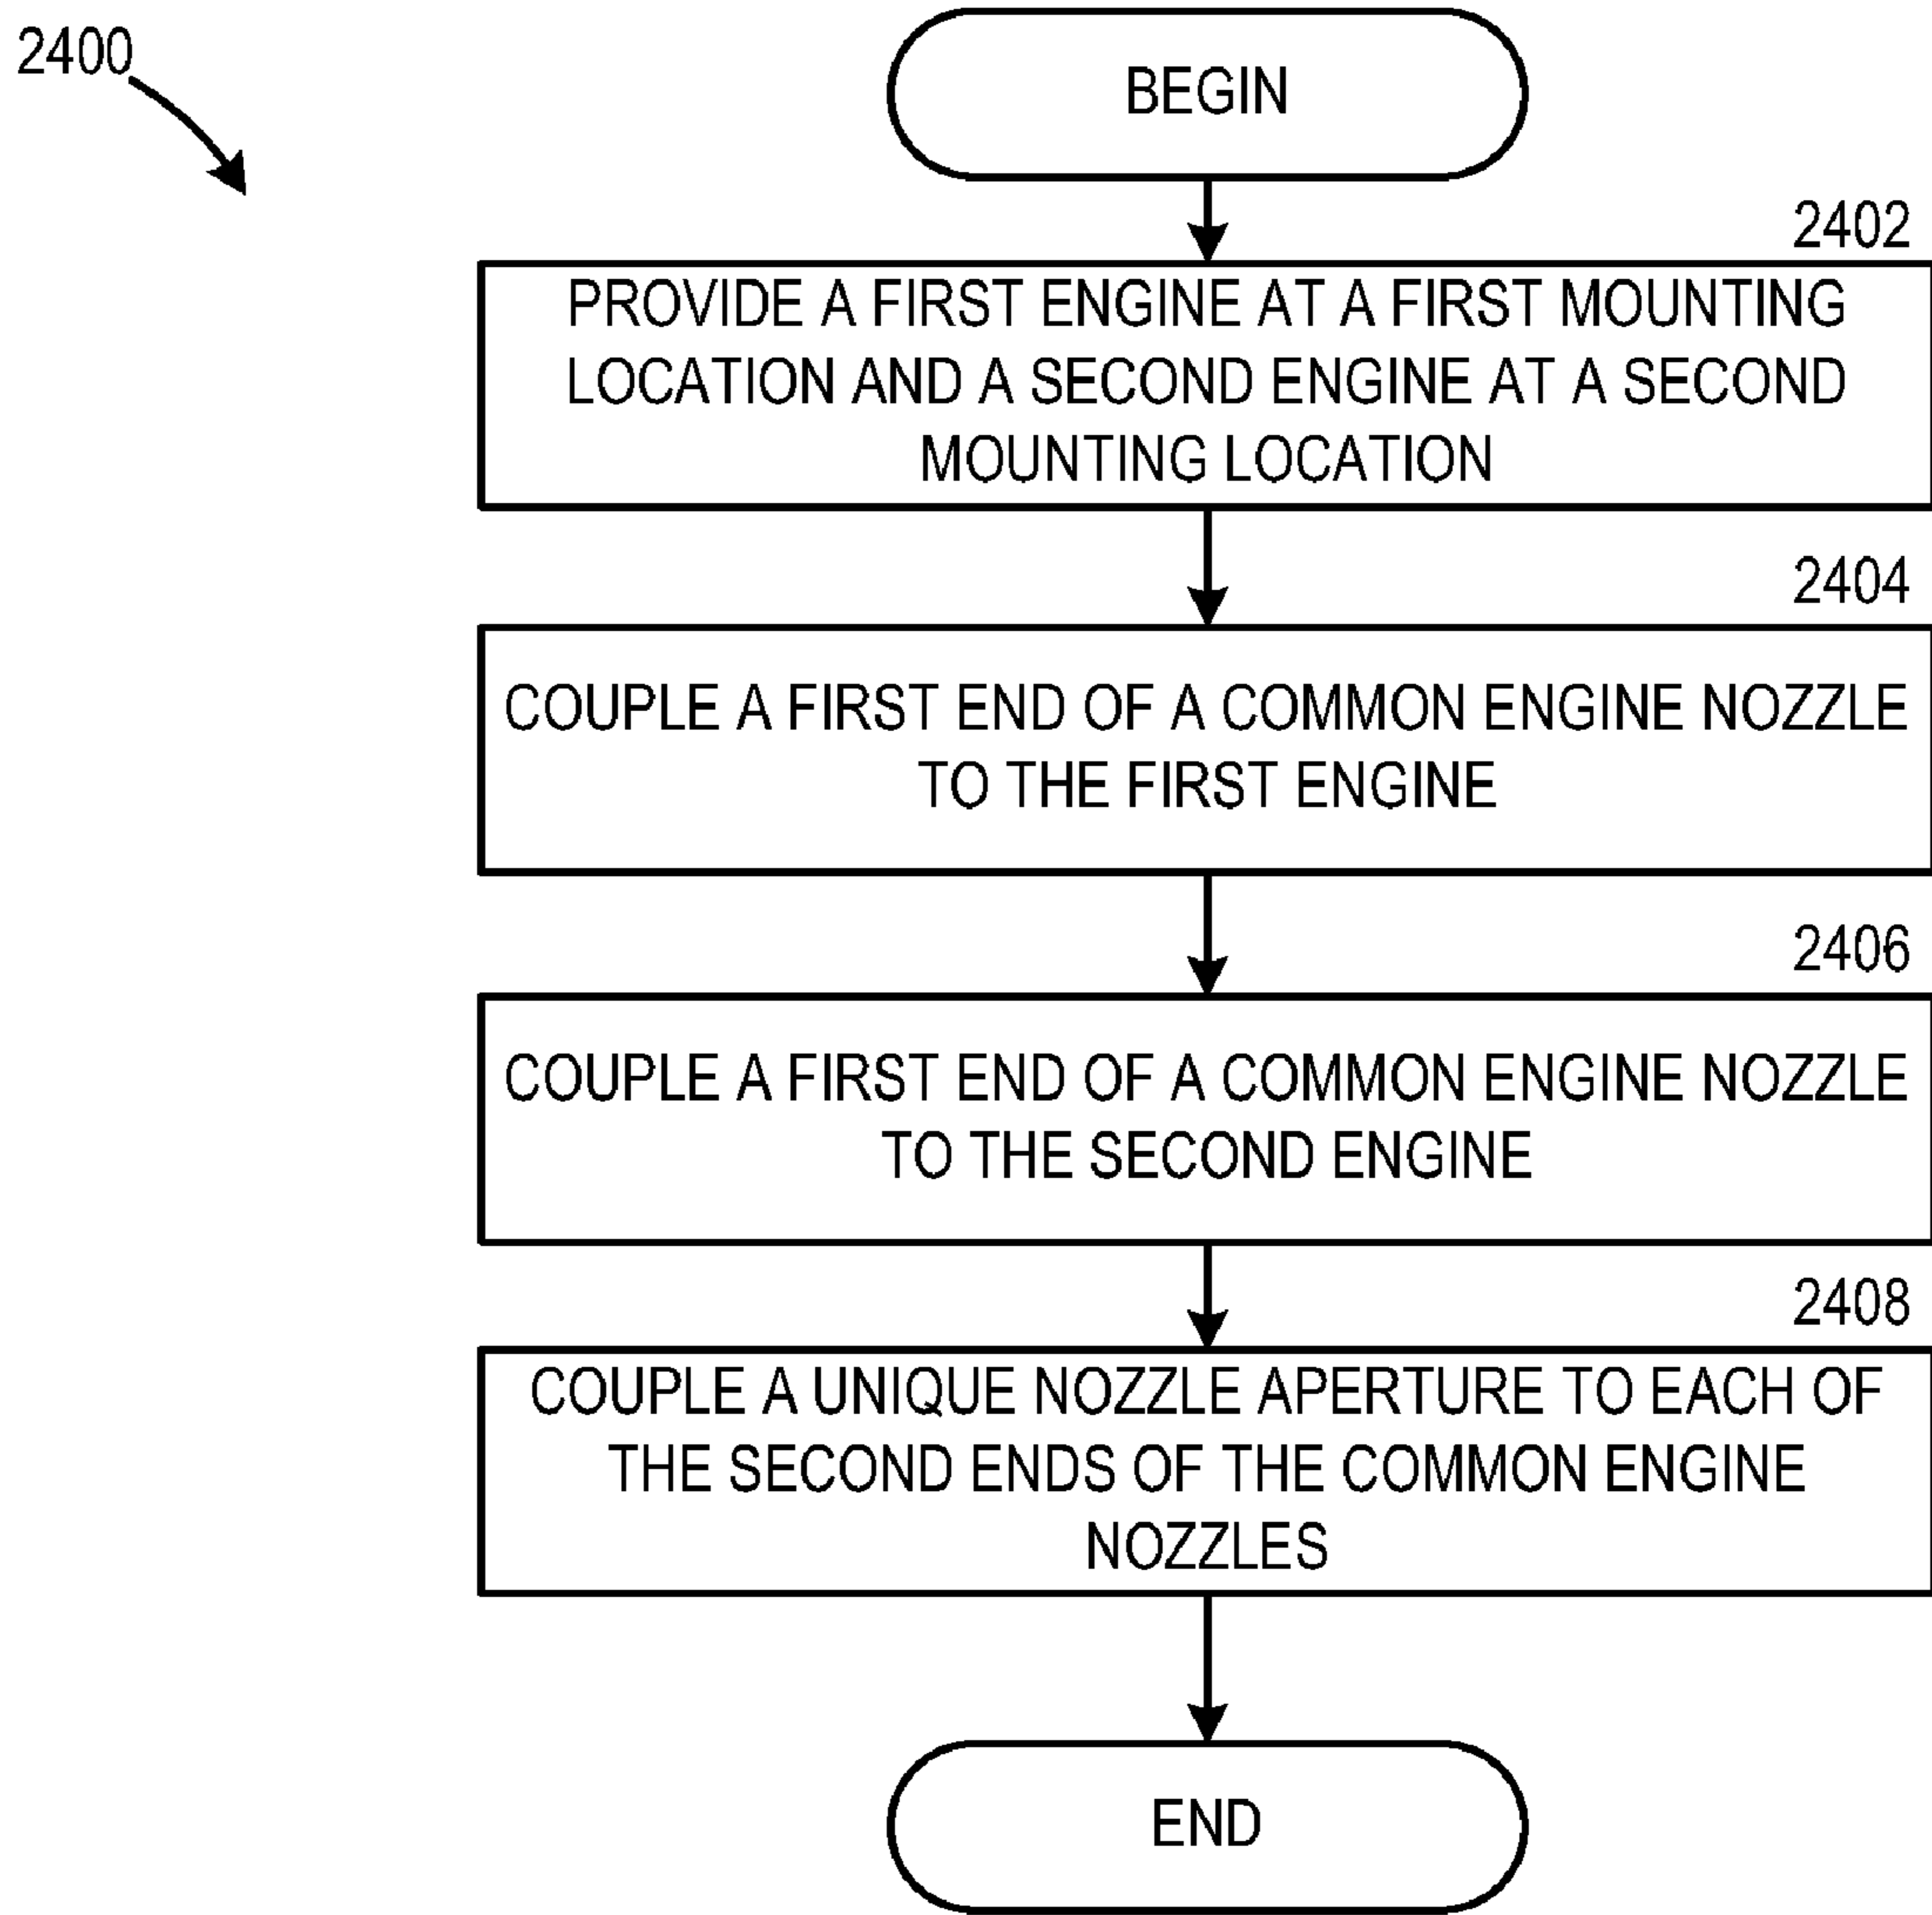 2400
BEGIN
2402
PROVIDE A FIRST ENGINE AT A FIRST MOUNTING
LOCATION AND A SECOND ENGINE AT A SECOND
MOUNTING LOCATION
2404
COUPLE A FIRST END OF A COMMON ENGINE NOZZLE
TO THE FIRST ENGINE
2406
COUPLE A FIRST END OF A COMMON ENGINE NOZZLE
TO THE SECOND ENGINE
2408
COUPLE A UNIQUE NOZZLE APERTURE TO EACH OF
THE SECOND ENDS OF THE COMMON ENGINE
NOZZLES
END